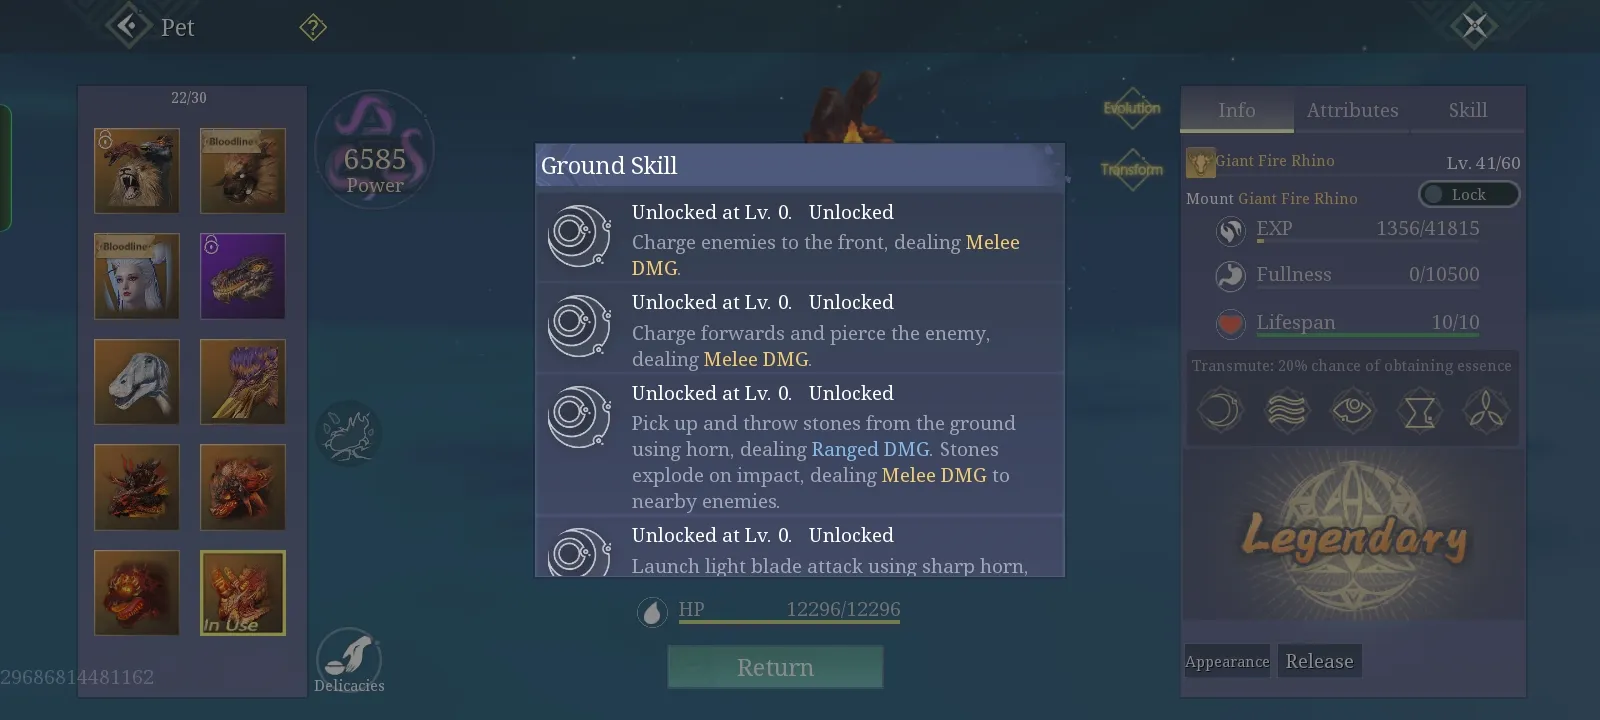 Pet
?
22/30
Bloodline
Bloodline
In Use
29686814481162
6585
Power
Delicacies
Ground Skill
Unlocked at Lv. 0. Unlocked
Charge enemies to the front, dealing Melee
DMG.
Unlocked at Lv. 0. Unlocked
Charge forwards and pierce the enemy,
dealing Melee DMG.
Unlocked at Lv. 0. Unlocked
Pick up and throw stones from the ground
using horn, dealing Ranged DMG. Stones
explode on impact, dealing Melee DMG to
nearby enemies.
Unlocked at Lv. 0. Unlocked
Launch light blade attack using sharp horn,
HP 12296/12296
Return
Evolution
Transform
Info Attributes Skill
Giant Fire Rhino Lv. 41/60
Mount Giant Fire Rhino Lock
EXP 1356/41815
Fullness 0/10500
Lifespan 10/10
Transmute: 20% chance of obtaining essence
Legendary
Appearance Release